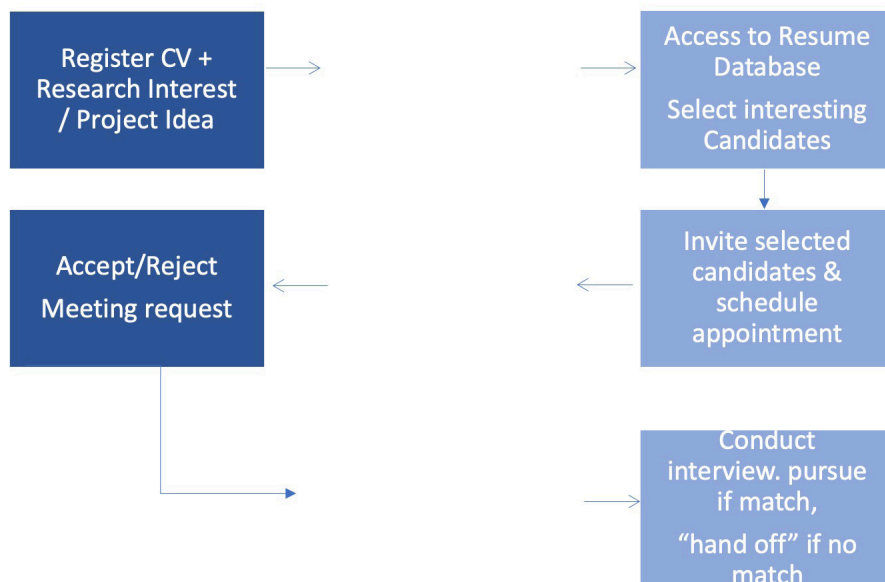 Register CV +
Research Interest
/ Project Idea
Access to Resume
Database
Select interesting
Candidates
Accept/Reject
Meeting request
Invite selected
candidates &
schedule
appointment
Conduct
interview. pursue
if match,
“hand off” if no
match